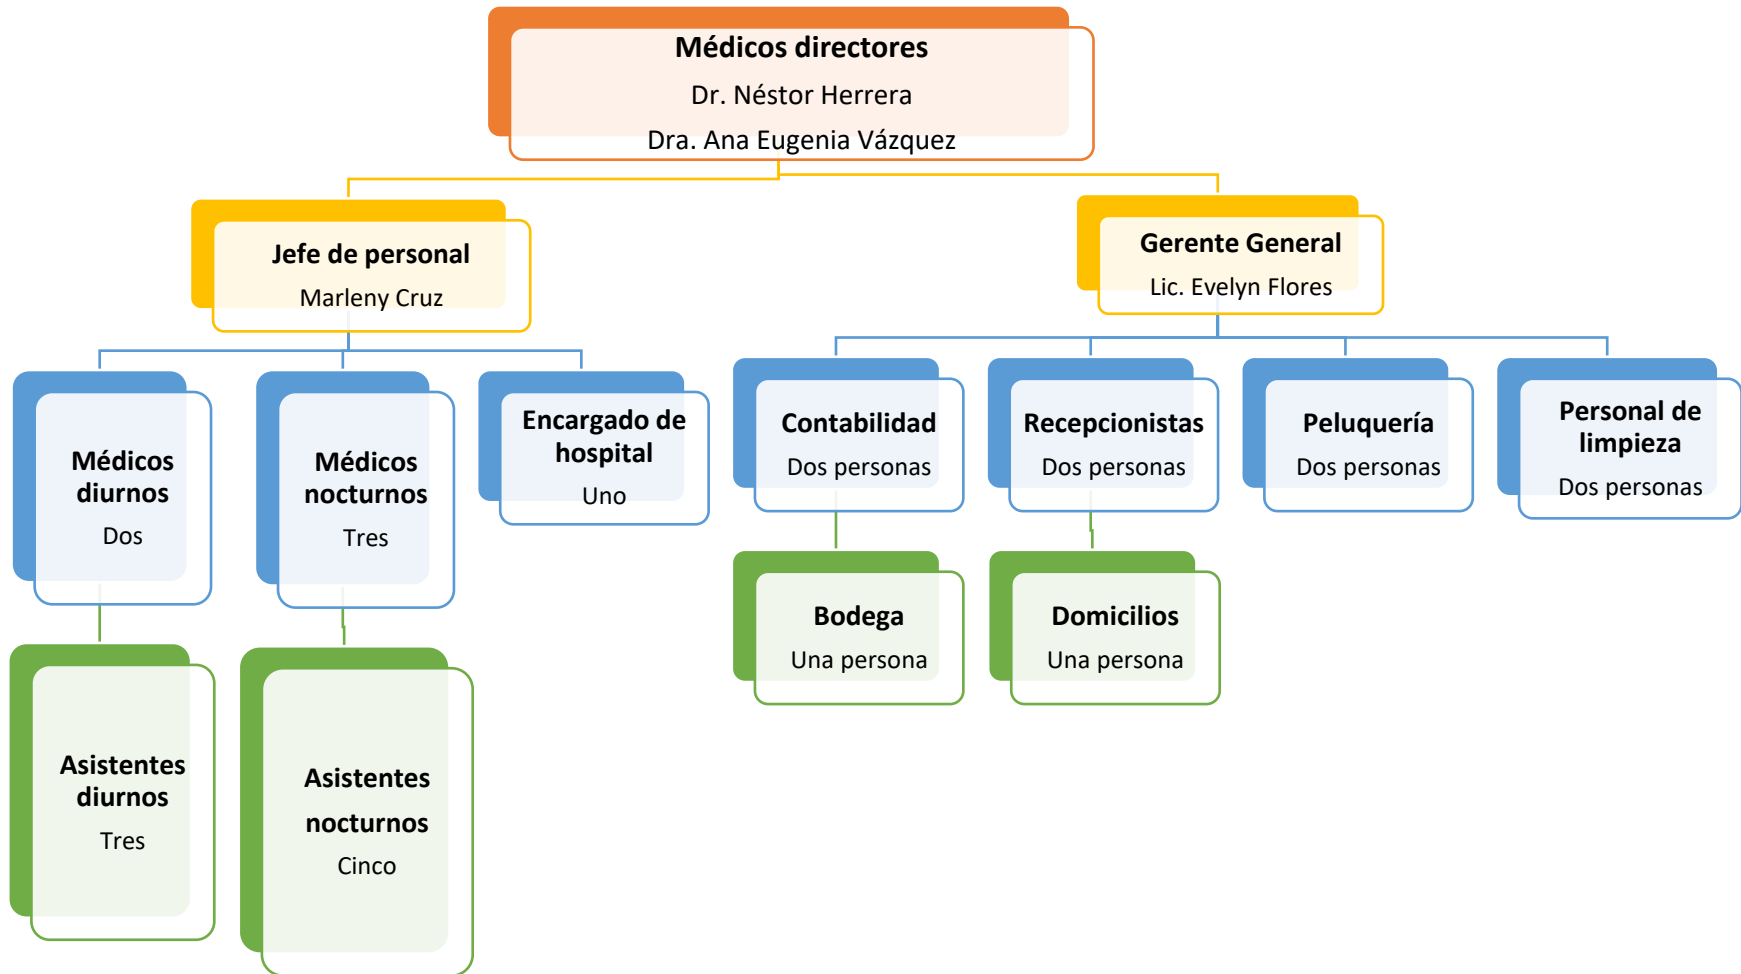 Médicos directores
Dr. Néstor Herrera
Dra. Ana Eugenia Vázquez
Jefe de personal
Marleny Cruz
Gerente General
Lic. Evelyn Flores
Médicos
diurnos
Dos
Médicos
nocturnos
Tres
Encargado de
hospital
Uno
Contabilidad
Dos personas
Recepcionistas
Dos personas
Peluquería
Dos personas
Personal de
limpieza
Dos personas
Asistentes
diurnos
Tres
Asistentes
nocturnos
Cinco
Bodega
Una persona
Domicilios
Una persona